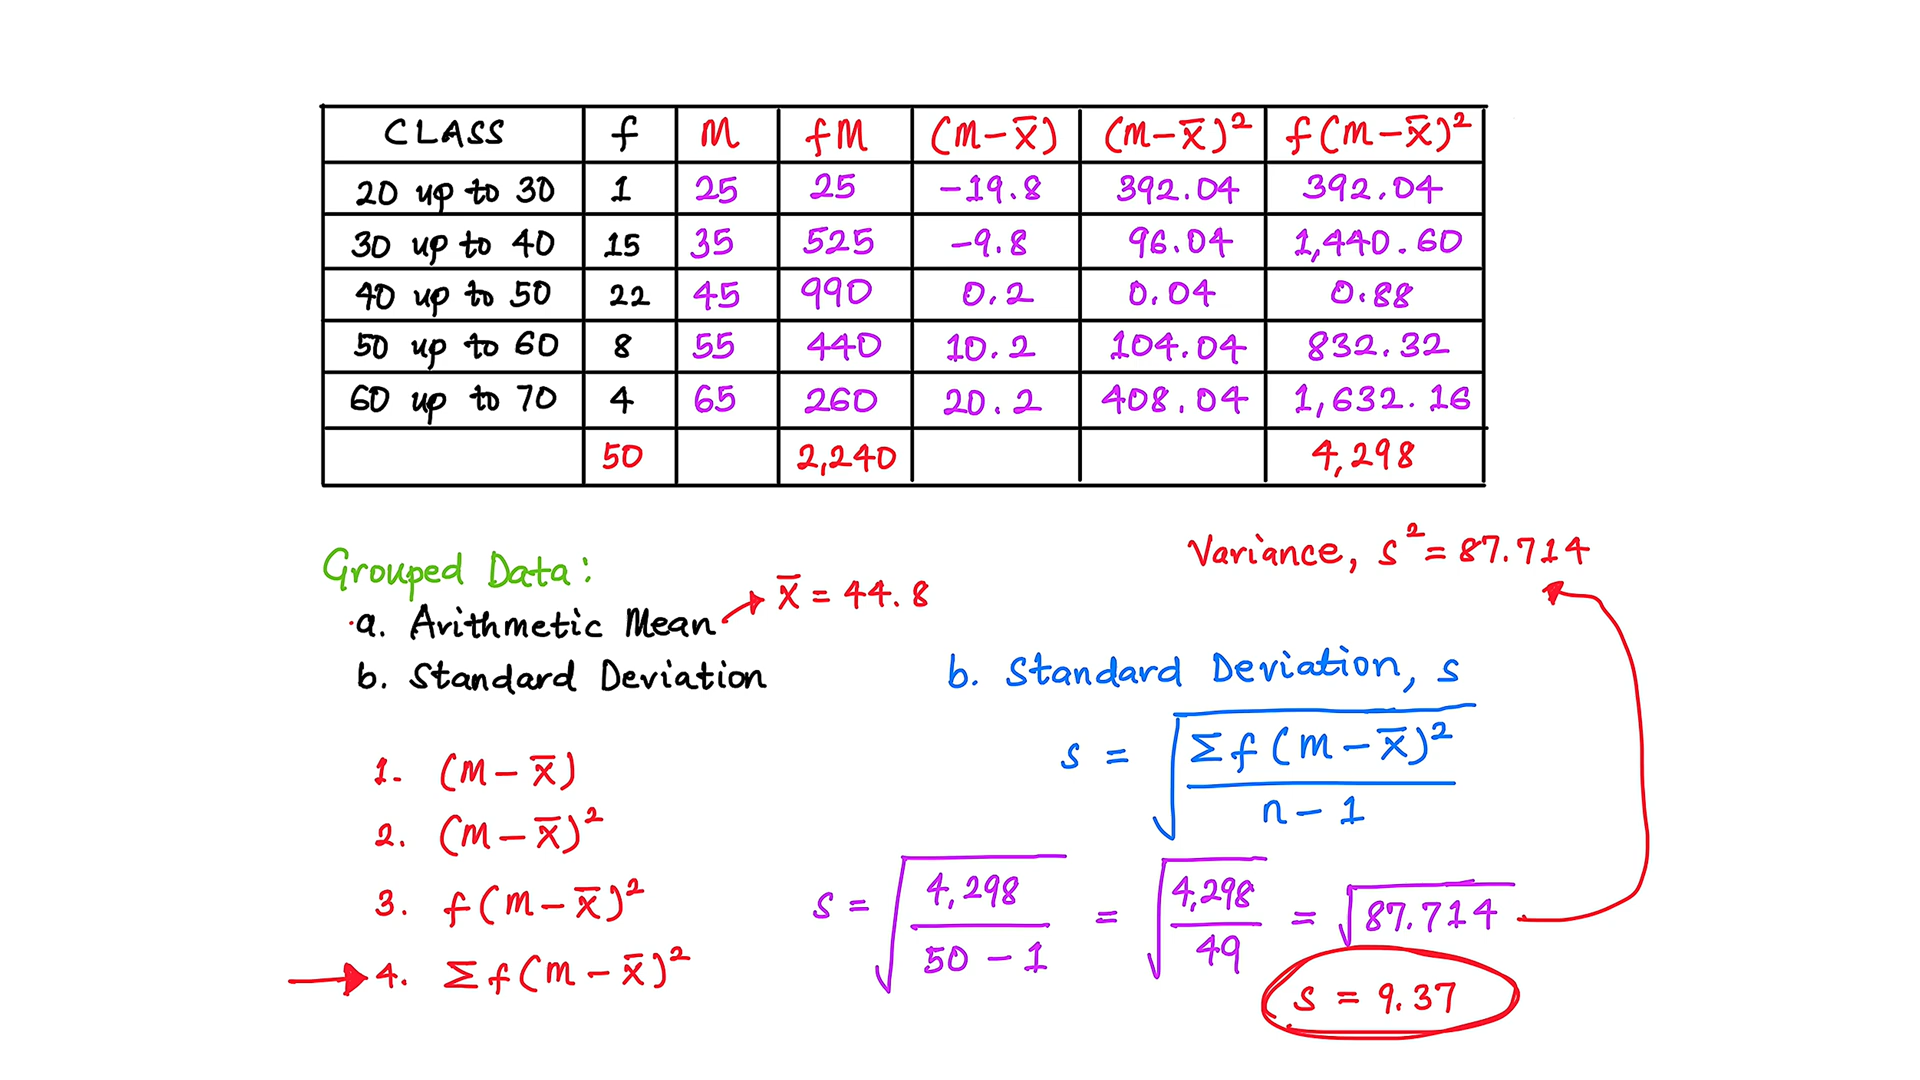 CLASS f M fM (M-x̄) (M-x̄)² f(M-x̄)²
20 up to 30 1 25 25 -19.8 392.04 392.04
30 up to 40 15 35 525 -9.8 96.04 1,440.60
40 up to 50 22 45 990 0.2 0.04 0.88
50 up to 60 8 55 440 10.2 104.04 832.32
60 up to 70 4 65 260 20.2 408.04 1,632.16
50 2,240 4,298
Grouped Data:
a. Arithmetic Mean → x̄ = 44.8
b. Standard Deviation
1. (M-x̄)
2. (M-x̄)²
3. f(M-x̄)²
→ 4. Σf(M-x̄)²
Variance, s² = 87.714
b. Standard Deviation, s
s = √(Σf(M-x̄)² / n-1)
s = √(4,298 / 50-1) = √(4,298 / 49) = √87.714
s = 9.37